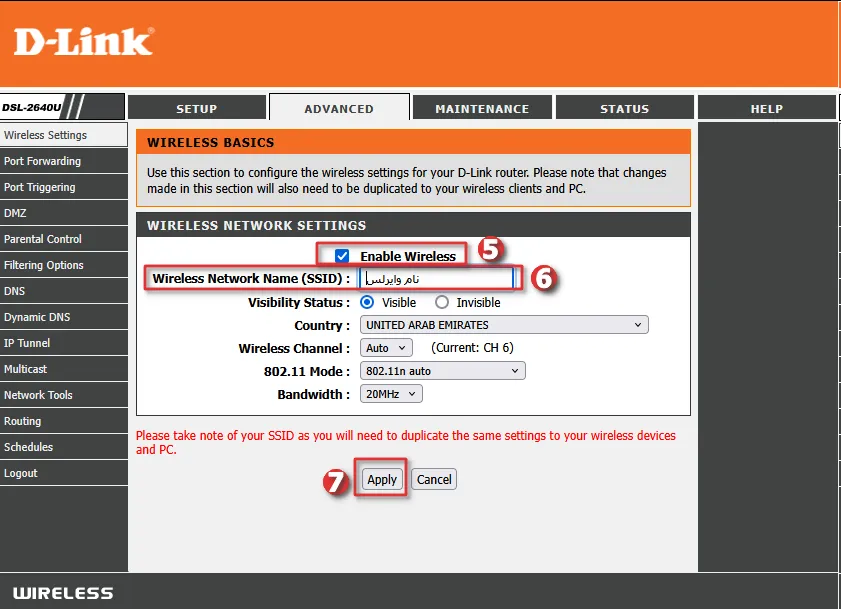 D-Link®
DSL-2640U
SETUP
ADVANCED
MAINTENANCE
STATUS
HELP
Wireless Settings
Port Forwarding
Port Triggering
DMZ
Parental Control
Filtering Options
DNS
Dynamic DNS
IP Tunnel
Multicast
Network Tools
Routing
Schedules
Logout
WIRELESS BASICS
Use this section to configure the wireless settings for your D-Link router. Please note that changes
made in this section will also need to be duplicated to your wireless clients and PC.
WIRELESS NETWORK SETTINGS
Enable Wireless 5
Wireless Network Name (SSID) : نام وایرلس 6
Visibility Status : Visible Invisible
Country : UNITED ARAB EMIRATES
Wireless Channel : Auto (Current: CH 6)
802.11 Mode : 802.11n auto
Bandwidth : 20MHz
Please take note of your SSID as you will need to duplicate the same settings to your wireless devices
and PC.
7 Apply Cancel
WIRELESS